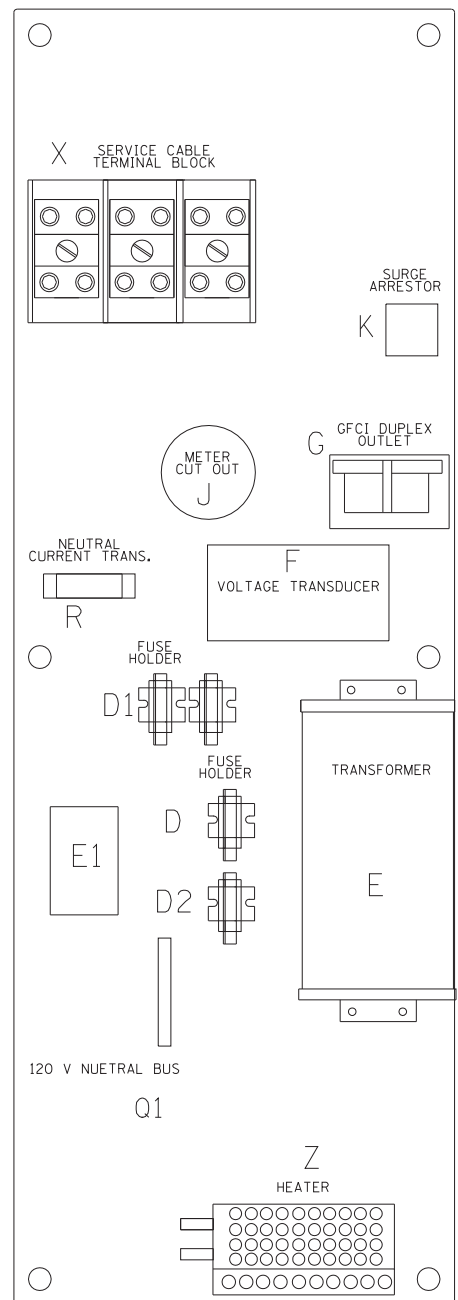 X
SERVICE CABLE
TERMINAL BLOCK
SURGE
ARRESTOR
K
GFCI DUPLEX
OUTLET
G
METER
CUT OUT
J
NEUTRAL
CURRENT TRANS.
R
F
VOLTAGE TRANSDUCER
FUSE
HOLDER
D1
FUSE
HOLDER
TRANSFORMER
D
E1
E
D2
120 V NUETRAL BUS
Q1
Z
HEATER